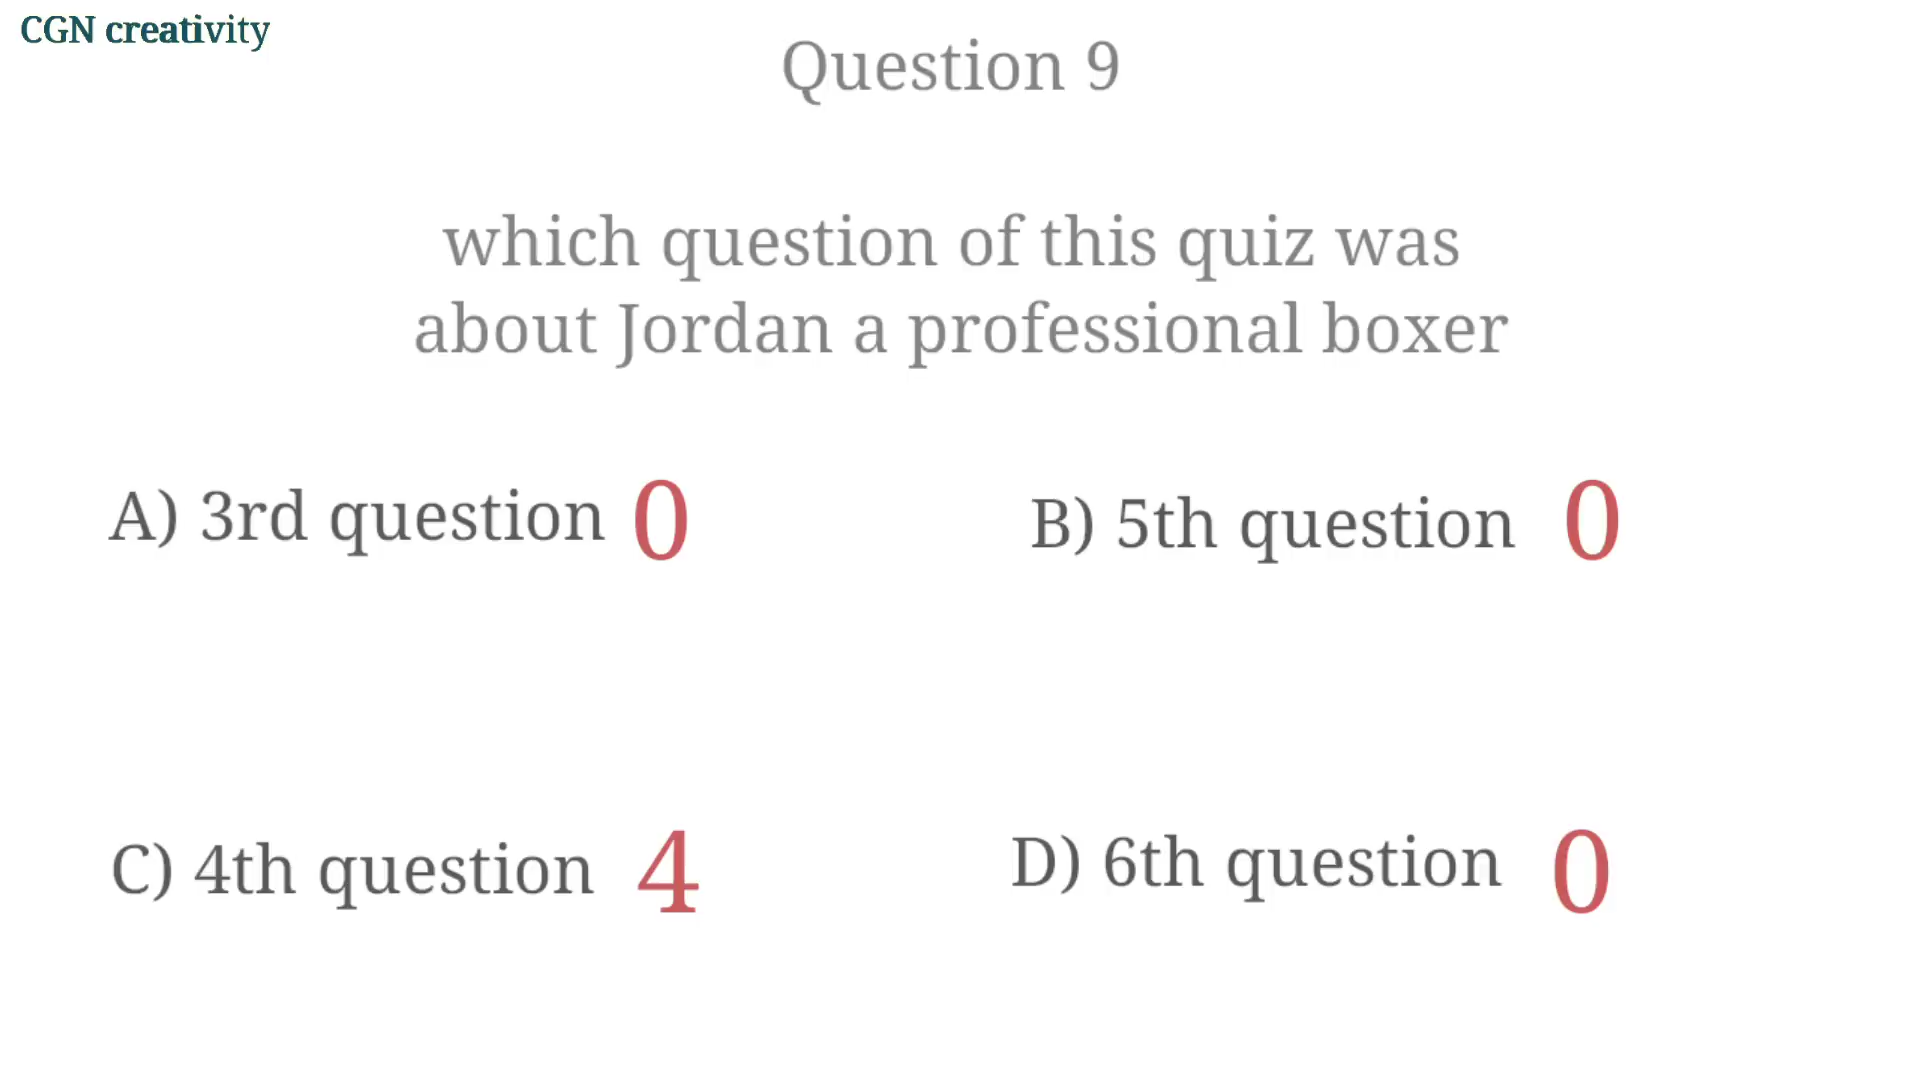 CGN creativity
Question 9
which question of this quiz was
about Jordan a professional boxer
A) 3rd question 0
B) 5th question 0
C) 4th question 4
D) 6th question 0